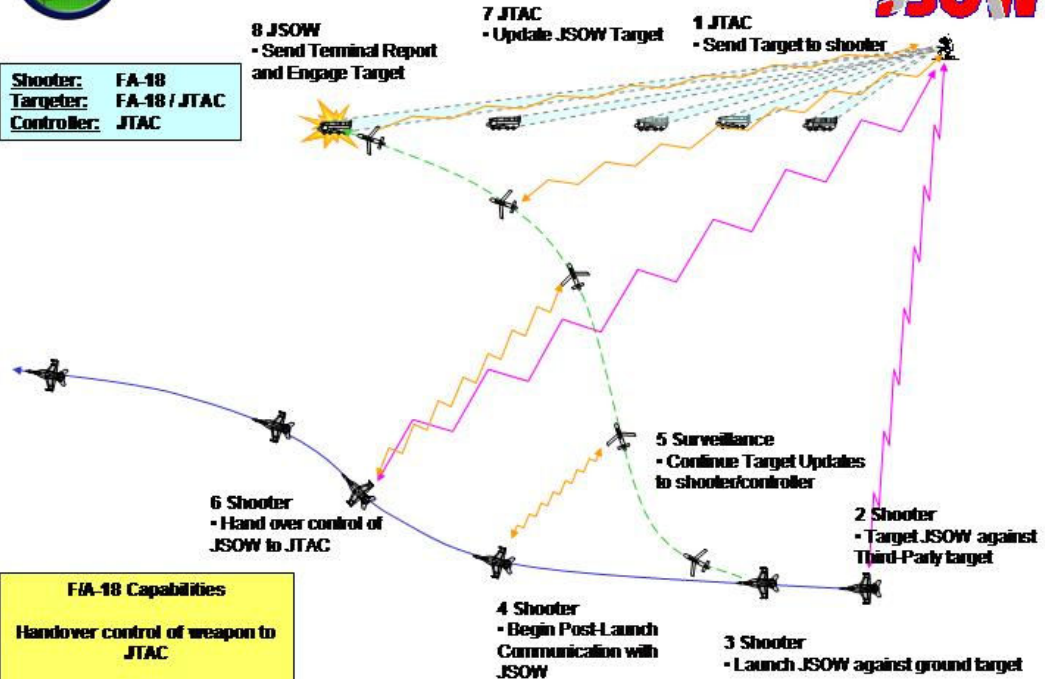 JSOW
8 JSOW
- Send Terminal Report
and Engage Target
7 JTAC
- Update JSOW Target
1 JTAC
- Send Target to shooter
Shooter: FA-18
Targeter: FA-18 / JTAC
Controller: JTAC
5 Surveillance
- Continue Target Updates
to shooter/controller
6 Shooter
- Hand over control of
JSOW to JTAC
2 Shooter
- Target JSOW against
Third-Party target
F/A-18 Capabilities
Handover control of weapon to
JTAC
4 Shooter
- Begin Post-Launch
Communication with
JSOW
3 Shooter
- Launch JSOW against ground target